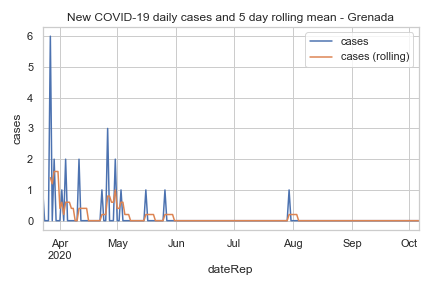 New COVID-19 daily cases and 5 day rolling mean - Grenada
cases
cases (rolling)
6
5
4
3
2
1
0
cases
Apr May Jun Jul Aug Sep Oct
2020
dateRep